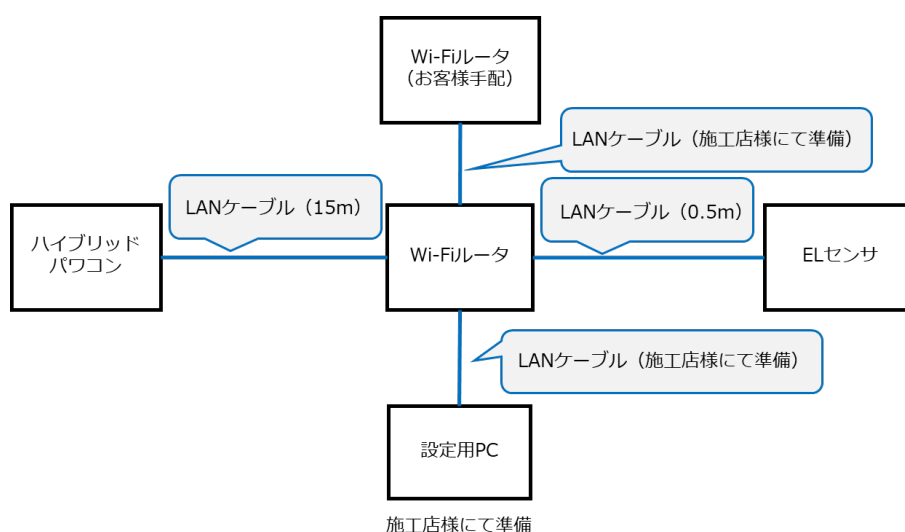 Wi-Fiルータ
（お客様手配）
LANケーブル（施工店様にて準備）
LANケーブル（15m）
LANケーブル（0.5m）
ハイブリッド
パワコン
Wi-Fiルータ
ELセンサ
LANケーブル（施工店様にて準備）
設定用PC
施工店様にて準備